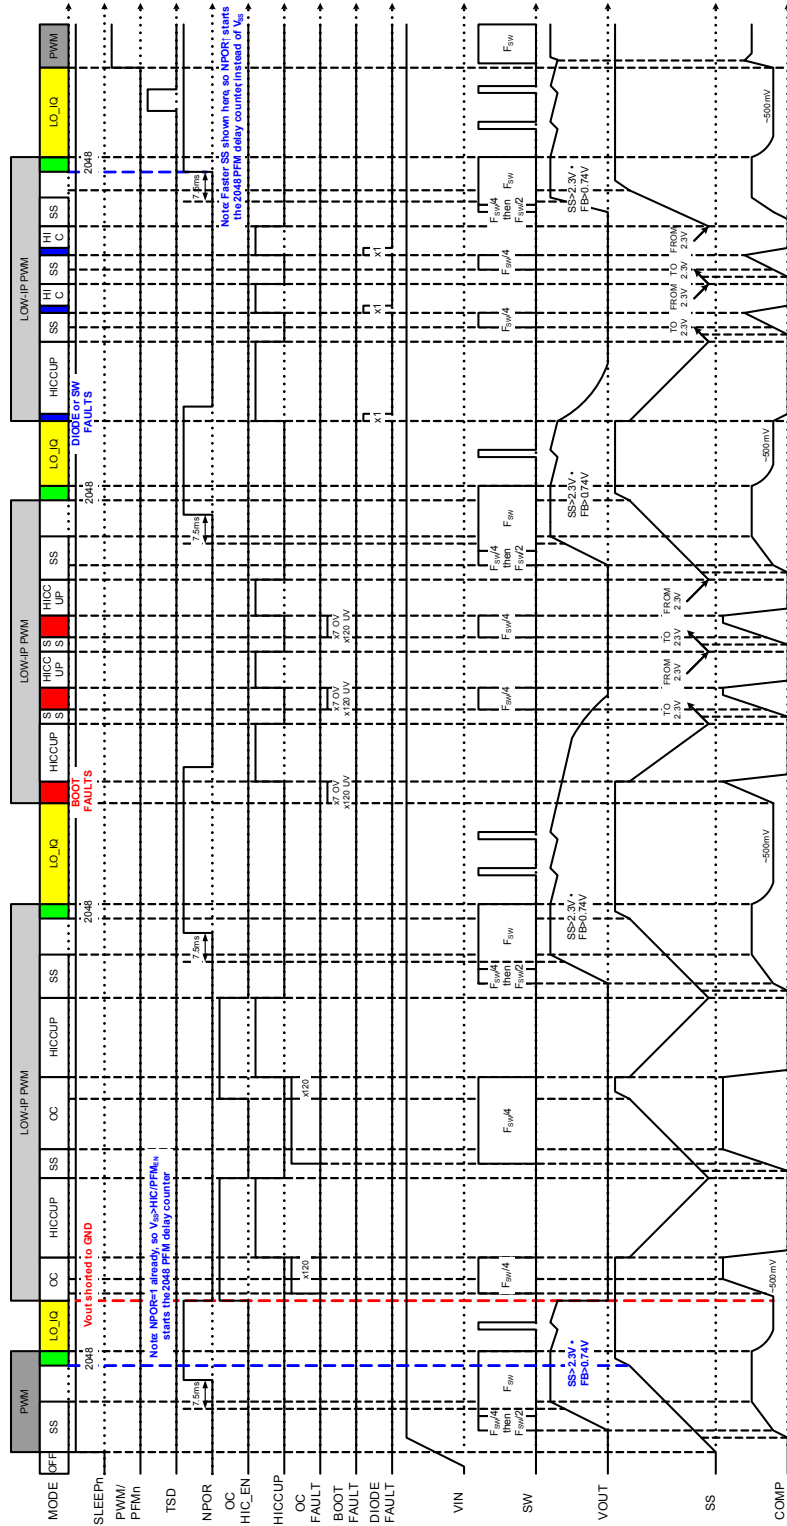 PWM
LOW-IP PWM
LOW-IP PWM
LOW-IP PWM
MODE
OFF
SS
LO_IQ
OC
HICCUP
SS
OC
HICCUP
SS
LO_IQ
HICCUP
S
S
HICC
UP
S
S
HICC
UP
SS
LO_IQ
HICCUP
SS
HI
C
SS
HI
C
SS
LO_IQ
PWM
SLEEPn
2048
Vout shorted to GND
2048
BOOT
FAULTS
2048
DIODE or SW
FAULTS
2048
PWM/
PFMn
TSD
Note: NPOR=1 already, so VSS>HIC/PFMEN
starts the 2048 PFM delay counter
NPOR
7.5ms
7.5ms
7.5ms
7.5ms
OC
HIC_EN
Note: Faster SS shown here, so NPOR↑ starts
the 2048 PFM delay counter instead of VSS
HICCUP
OC
FAULT
x120
x120
BOOT
FAULT
x7 OV
x120 UV
x7 OV
x120 UV
x7 OV
x120 UV
DIODE
FAULT
x1
x1
x1
VIN
SW
FSW/4
then
FSW/2
FSW
FSW/4
FSW/4
FSW/4
then
FSW/2
FSW
FSW/4
FSW/4
FSW/4
then
FSW/2
FSW
FSW/4
FSW/4
then
FSW/2
FSW
FSW
VOUT
SS>2.3V *
FB>0.74V
SS>2.3V *
FB>0.74V
SS>2.3V *
FB>0.74V
SS>2.3V *
FB>0.74V
SS
TO
2.3V
FROM
2.3V
TO
2.3V
FROM
2.3V
TO
2.3V
FROM
2.3V
TO
2.3V
FROM
2.3V
COMP
~500mV
~500mV
~500mV
~500mV